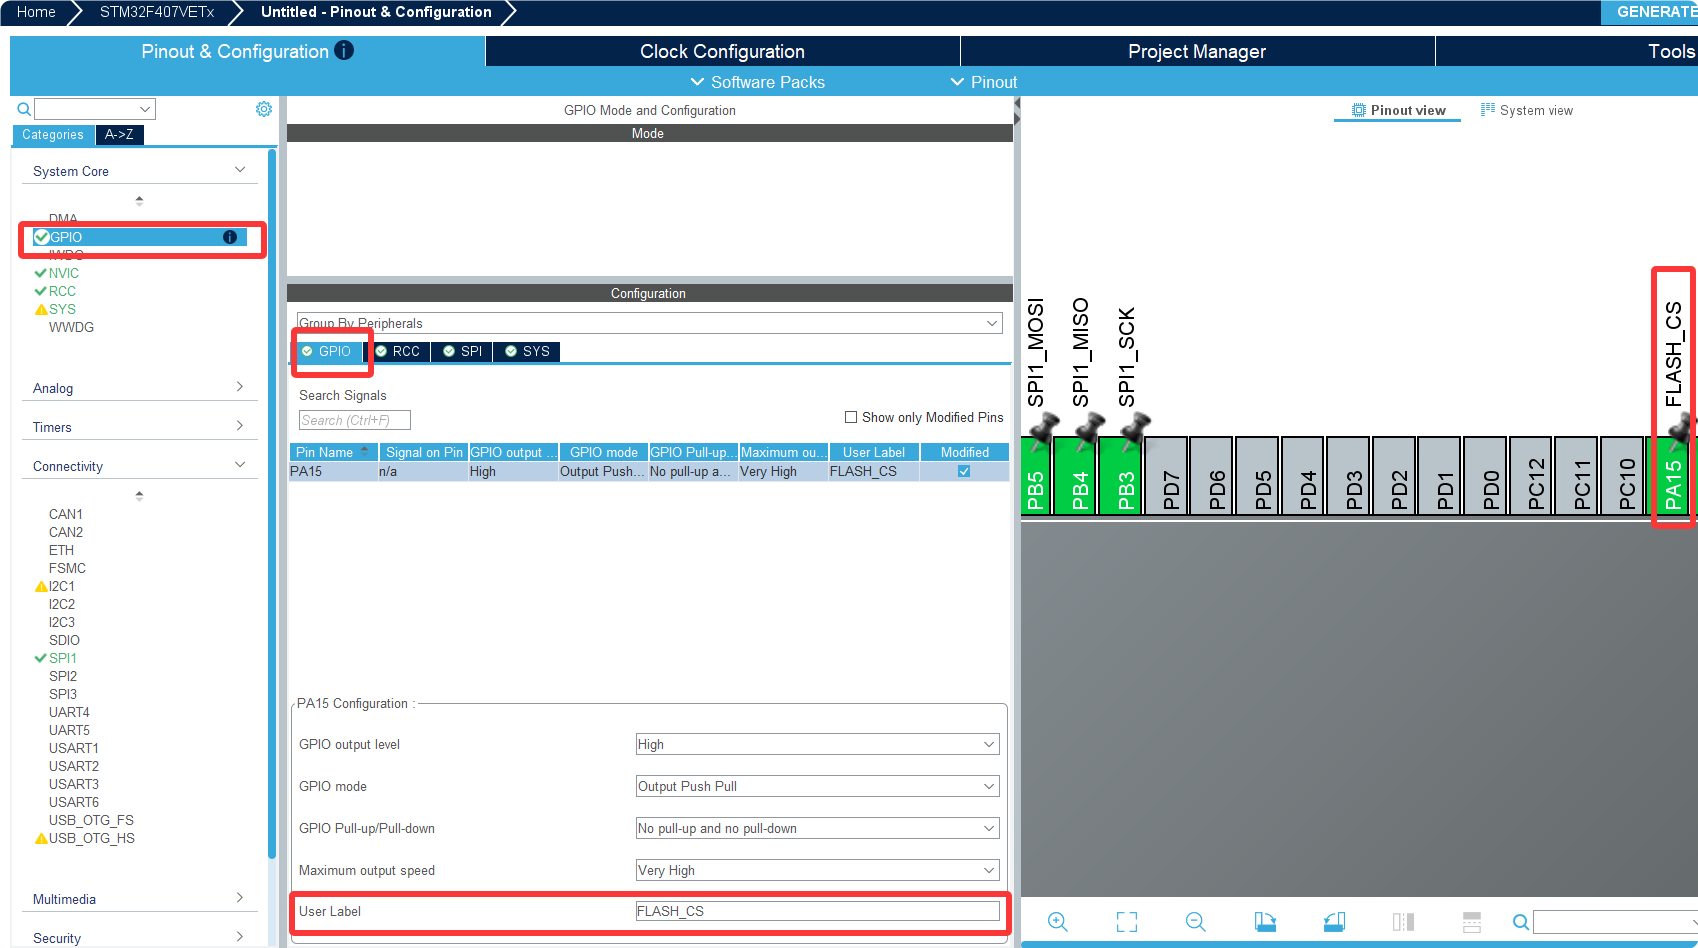 Home
STM32F407VETx
Untitled - Pinout & Configuration
GENERATE
Pinout & Configuration
Clock Configuration
Project Manager
Tools
Software Packs
Pinout
Categories
A->Z
System Core
DMA
GPIO
IWDG
NVIC
RCC
SYS
WWDG
Analog
Timers
Connectivity
CAN1
CAN2
ETH
FSMC
I2C1
I2C2
I2C3
SDIO
SPI1
SPI2
SPI3
UART4
UART5
USART1
USART2
USART3
USART6
USB_OTG_FS
USB_OTG_HS
Multimedia
Security
GPIO Mode and Configuration
Mode
Configuration
Group By Peripherals
GPIO
RCC
SPI
SYS
Search Signals
Search (Ctrl+F)
Show only Modified Pins
Pin Name Signal on Pin GPIO output ... GPIO mode GPIO Pull-up... Maximum ou... User Label Modified
PA15 n/a High Output Push... No pull-up a... Very High FLASH_CS
PA15 Configuration :
GPIO output level
High
GPIO mode
Output Push Pull
GPIO Pull-up/Pull-down
No pull-up and no pull-down
Maximum output speed
Very High
User Label
FLASH_CS
Pinout view
System view
SPI1_MOSI
SPI1_MISO
SPI1_SCK
FLASH_CS
PB5
PB4
PB3
PD7
PD6
PD5
PD4
PD3
PD2
PD1
PD0
PC12
PC11
PC10
PA15